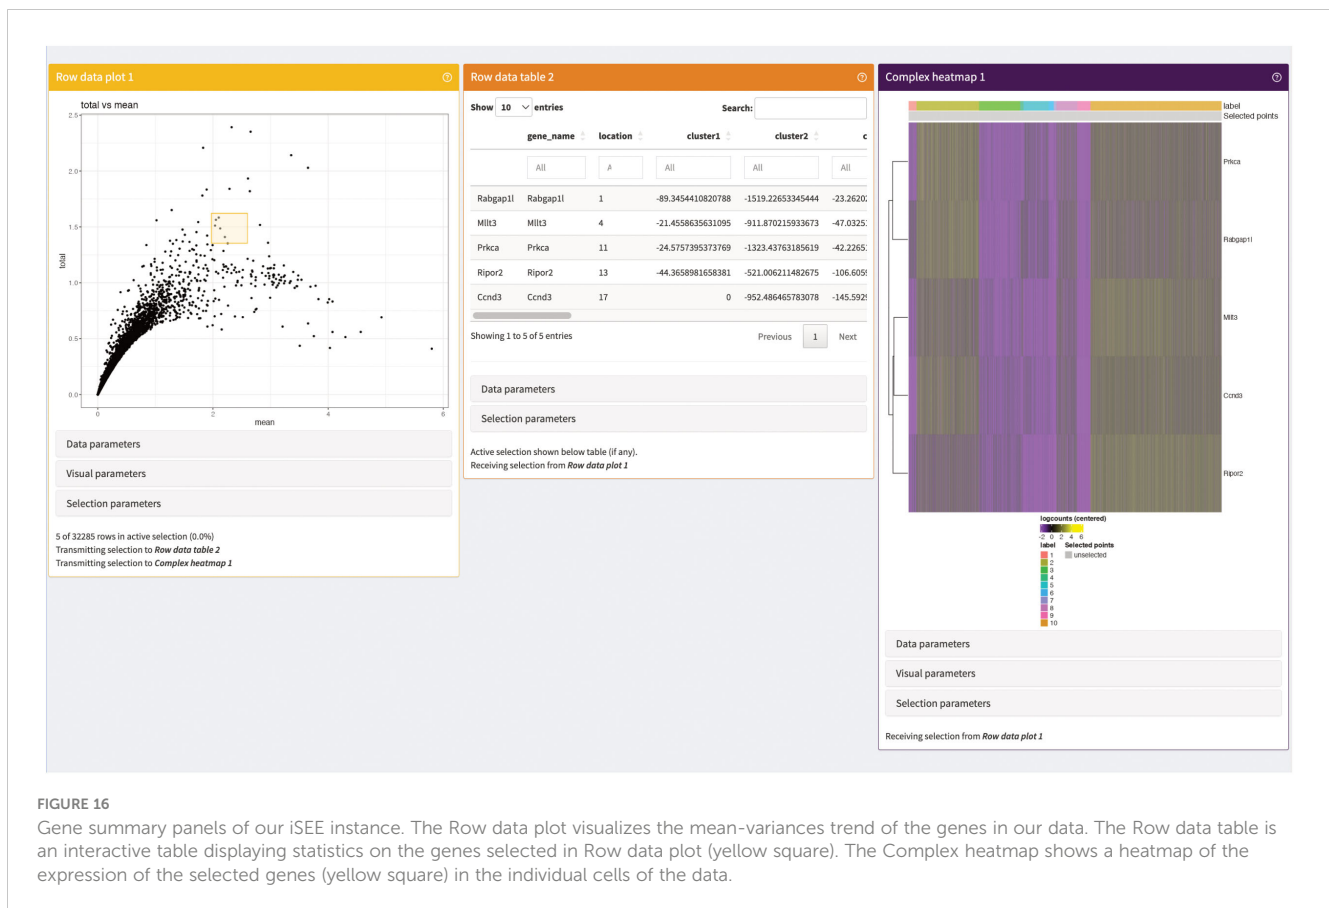 Row data plot 1
total vs mean
2.5
2.0
1.5
1.0
0.5
0.0
total
0 2 4 6
mean
Data parameters
Visual parameters
Selection parameters
5 of 32285 rows in active selection (0.0%)
Transmitting selection to Row data table 2
Transmitting selection to Complex heatmap 1
Row data table 2
Show 10 entries Search:
gene_name location cluster1 cluster2 c
All A All All All
Rabgap1l Rabgap1l 1 -89.3454410820788 -1519.22653345444 -23.2620
Mllt3 Mllt3 4 -21.4558635631095 -911.870215933673 -47.0325
Prkca Prkca 11 -24.5757395373769 -1323.43763185619 -42.2265
Ripor2 Ripor2 13 -44.3658981658381 -521.006211482675 -106.605
Ccnd3 Ccnd3 17 0 -952.486465783078 -145.592
Showing 1 to 5 of 5 entries Previous 1 Next
Data parameters
Selection parameters
Active selection shown below table (if any).
Receiving selection from Row data plot 1
Complex heatmap 1
label
Selected points
Prkca
Rabgap1l
Mllt3
Ccnd3
Ripor2
logcounts (centered)
-2 0 2 4 6
label Selected points
1 unselected
2
3
4
5
6
7
8
9
10
Data parameters
Visual parameters
Selection parameters
Receiving selection from Row data plot 1
FIGURE 16
Gene summary panels of our iSEE instance. The Row data plot visualizes the mean-variances trend of the genes in our data. The Row data table is
an interactive table displaying statistics on the genes selected in Row data plot (yellow square). The Complex heatmap shows a heatmap of the
expression of the selected genes (yellow square) in the individual cells of the data.